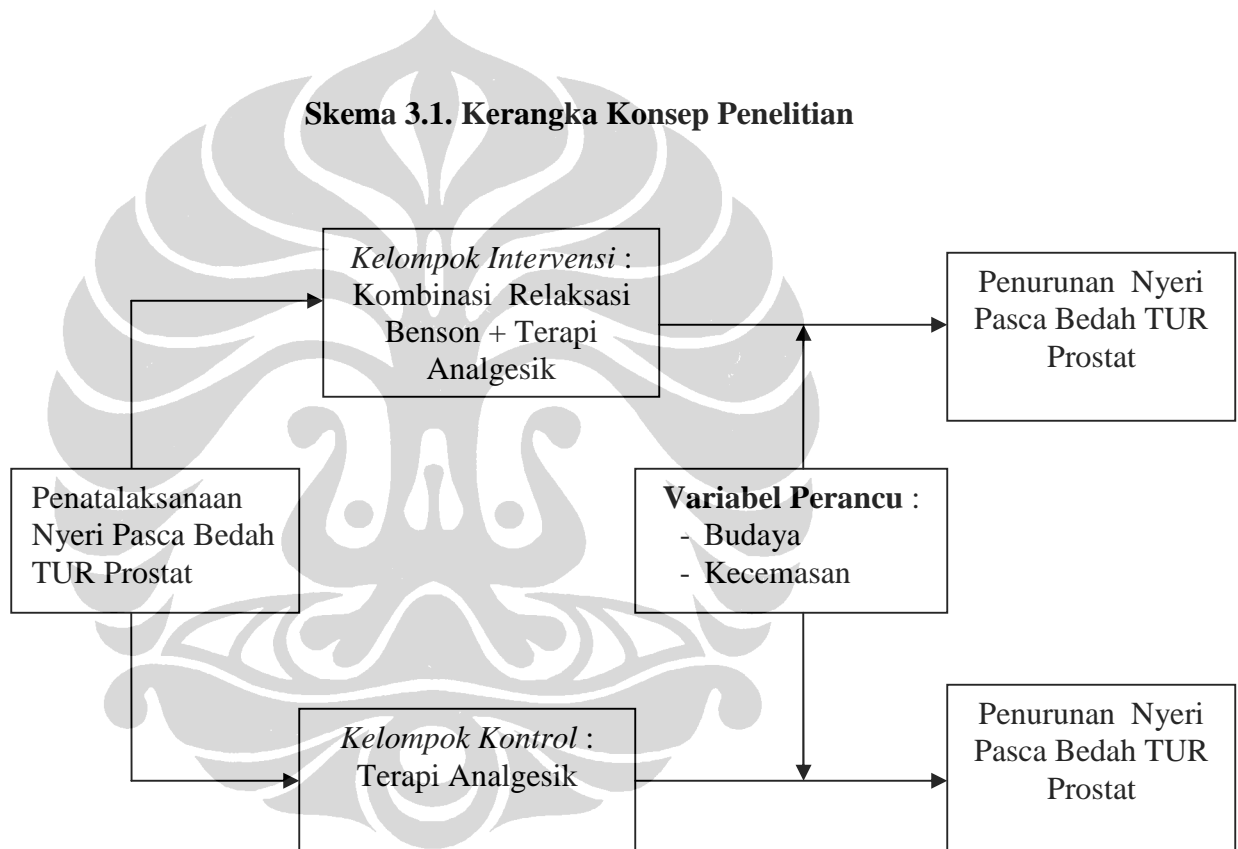 Skema 3.1. Kerangka Konsep Penelitian
Kelompok Intervensi :
Kombinasi Relaksasi
Benson + Terapi
Analgesik
Penurunan Nyeri
Pasca Bedah TUR
Prostat
Penatalaksanaan
Nyeri Pasca Bedah
TUR Prostat
Variabel Perancu :
- Budaya
- Kecemasan
Kelompok Kontrol :
Terapi Analgesik
Penurunan Nyeri
Pasca Bedah TUR
Prostat